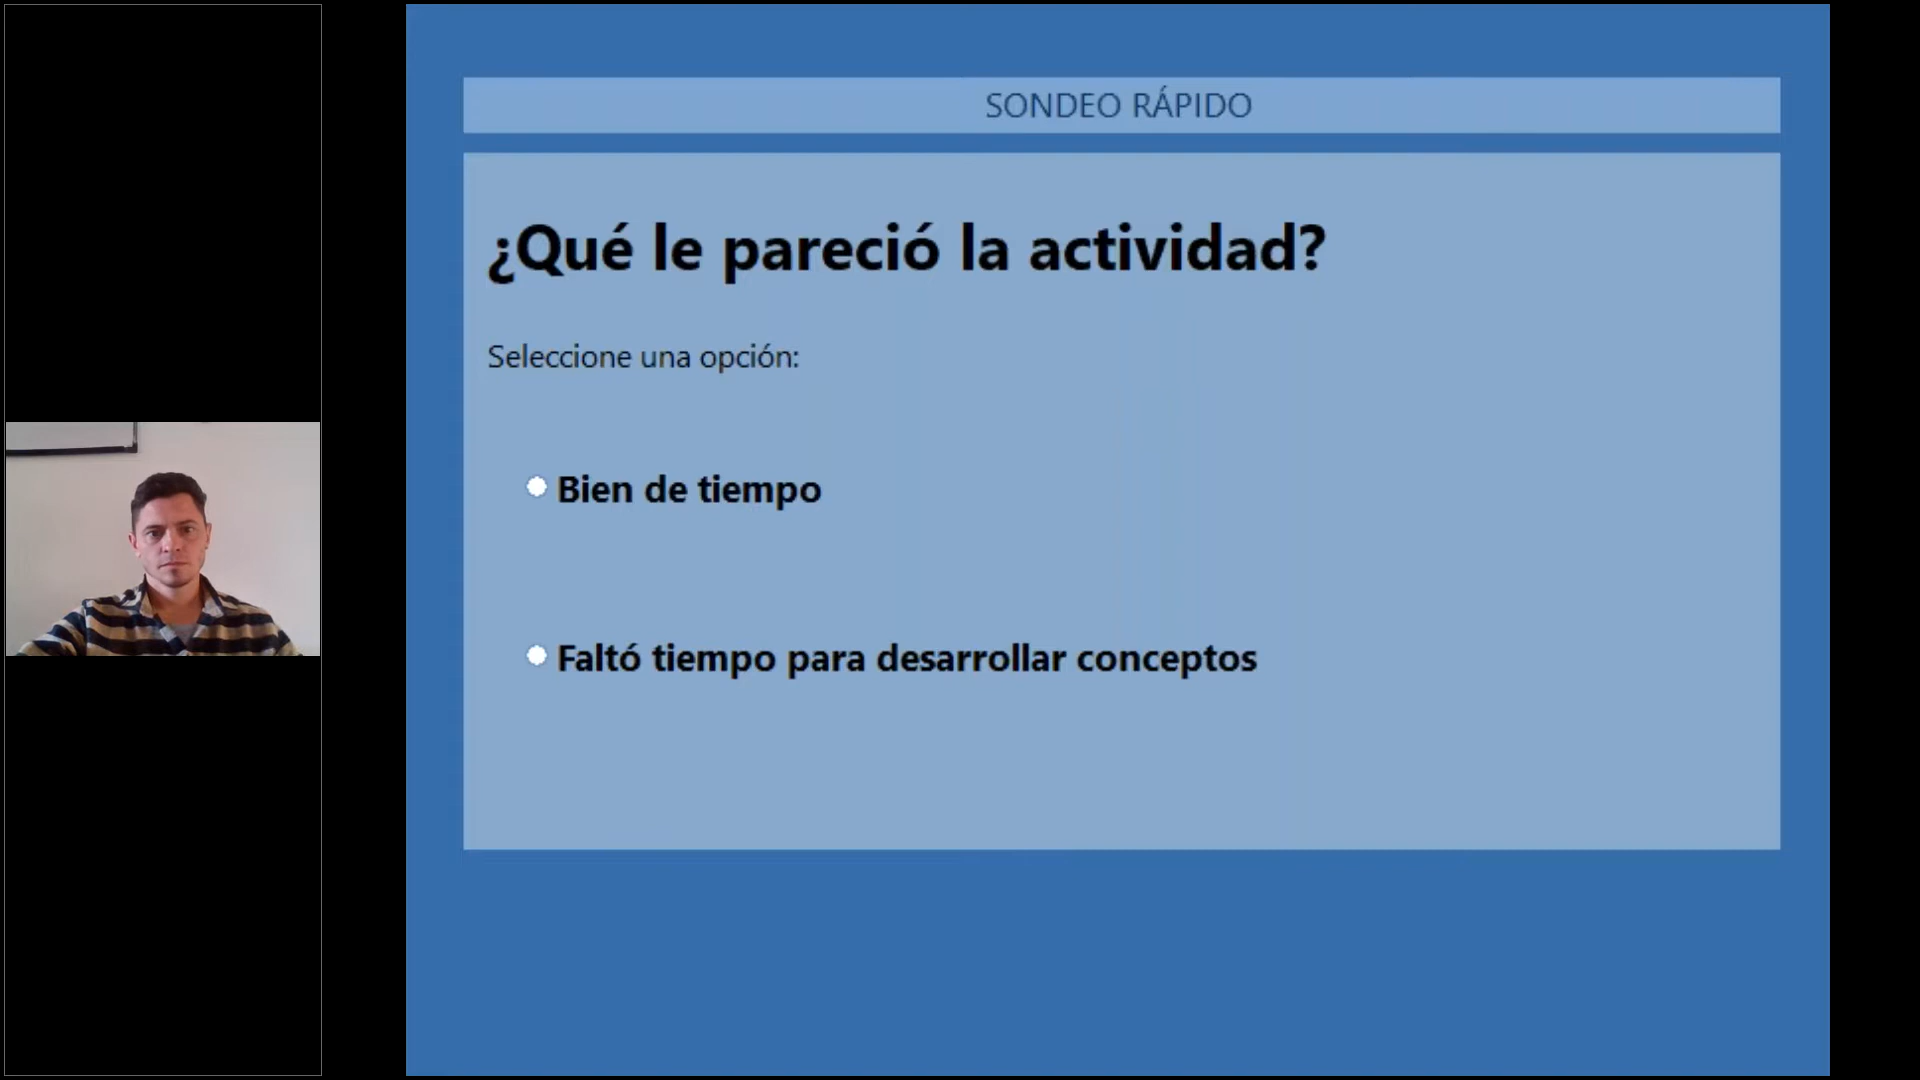 SONDEO RÁPIDO
¿Qué le pareció la actividad?
Seleccione una opción:
Bien de tiempo
Faltó tiempo para desarrollar conceptos